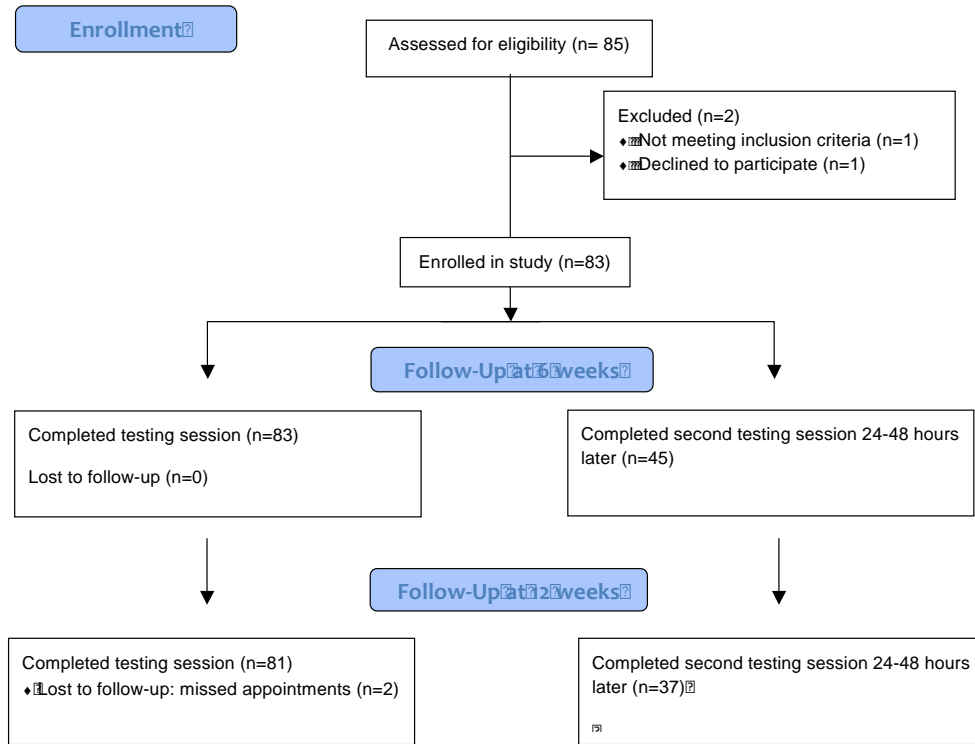 Enrollment
Assessed for eligibility (n= 85)
Excluded (n=2)
♦ Not meeting inclusion criteria (n=1)
♦ Declined to participate (n=1)
Enrolled in study (n=83)
Follow-Up at 6 weeks
Completed testing session (n=83)
Lost to follow-up (n=0)
Completed second testing session 24-48 hours
later (n=45)
Follow-Up at 12 weeks
Completed testing session (n=81)
♦ Lost to follow-up: missed appointments (n=2)
Completed second testing session 24-48 hours
later (n=37)